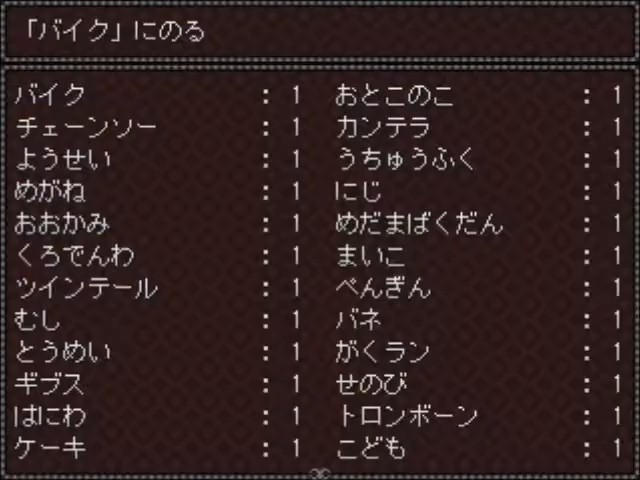 「バイク」にのる
バイク : 1 おとこのこ : 1
チェーンソー : 1 カンテラ : 1
ようせい : 1 うちゅうふく : 1
めがね : 1 にじ : 1
おおかみ : 1 めだまばくだん : 1
くろでんわ : 1 まいこ : 1
ツインテール : 1 ぺんぎん : 1
むし : 1 バネ : 1
とうめい : 1 がくラン : 1
ギプス : 1 せのび : 1
はにわ : 1 トロンボーン : 1
ケーキ : 1 こども : 1